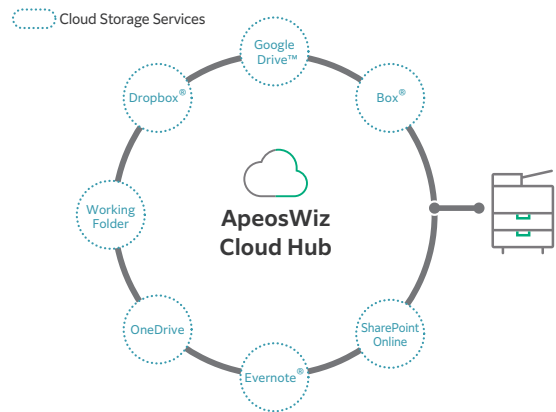 Cloud Storage Services
Google
Drive™
Dropbox®
Box®
Working
Folder
ApeosWiz
Cloud Hub
OneDrive
SharePoint
Online
Evernote®